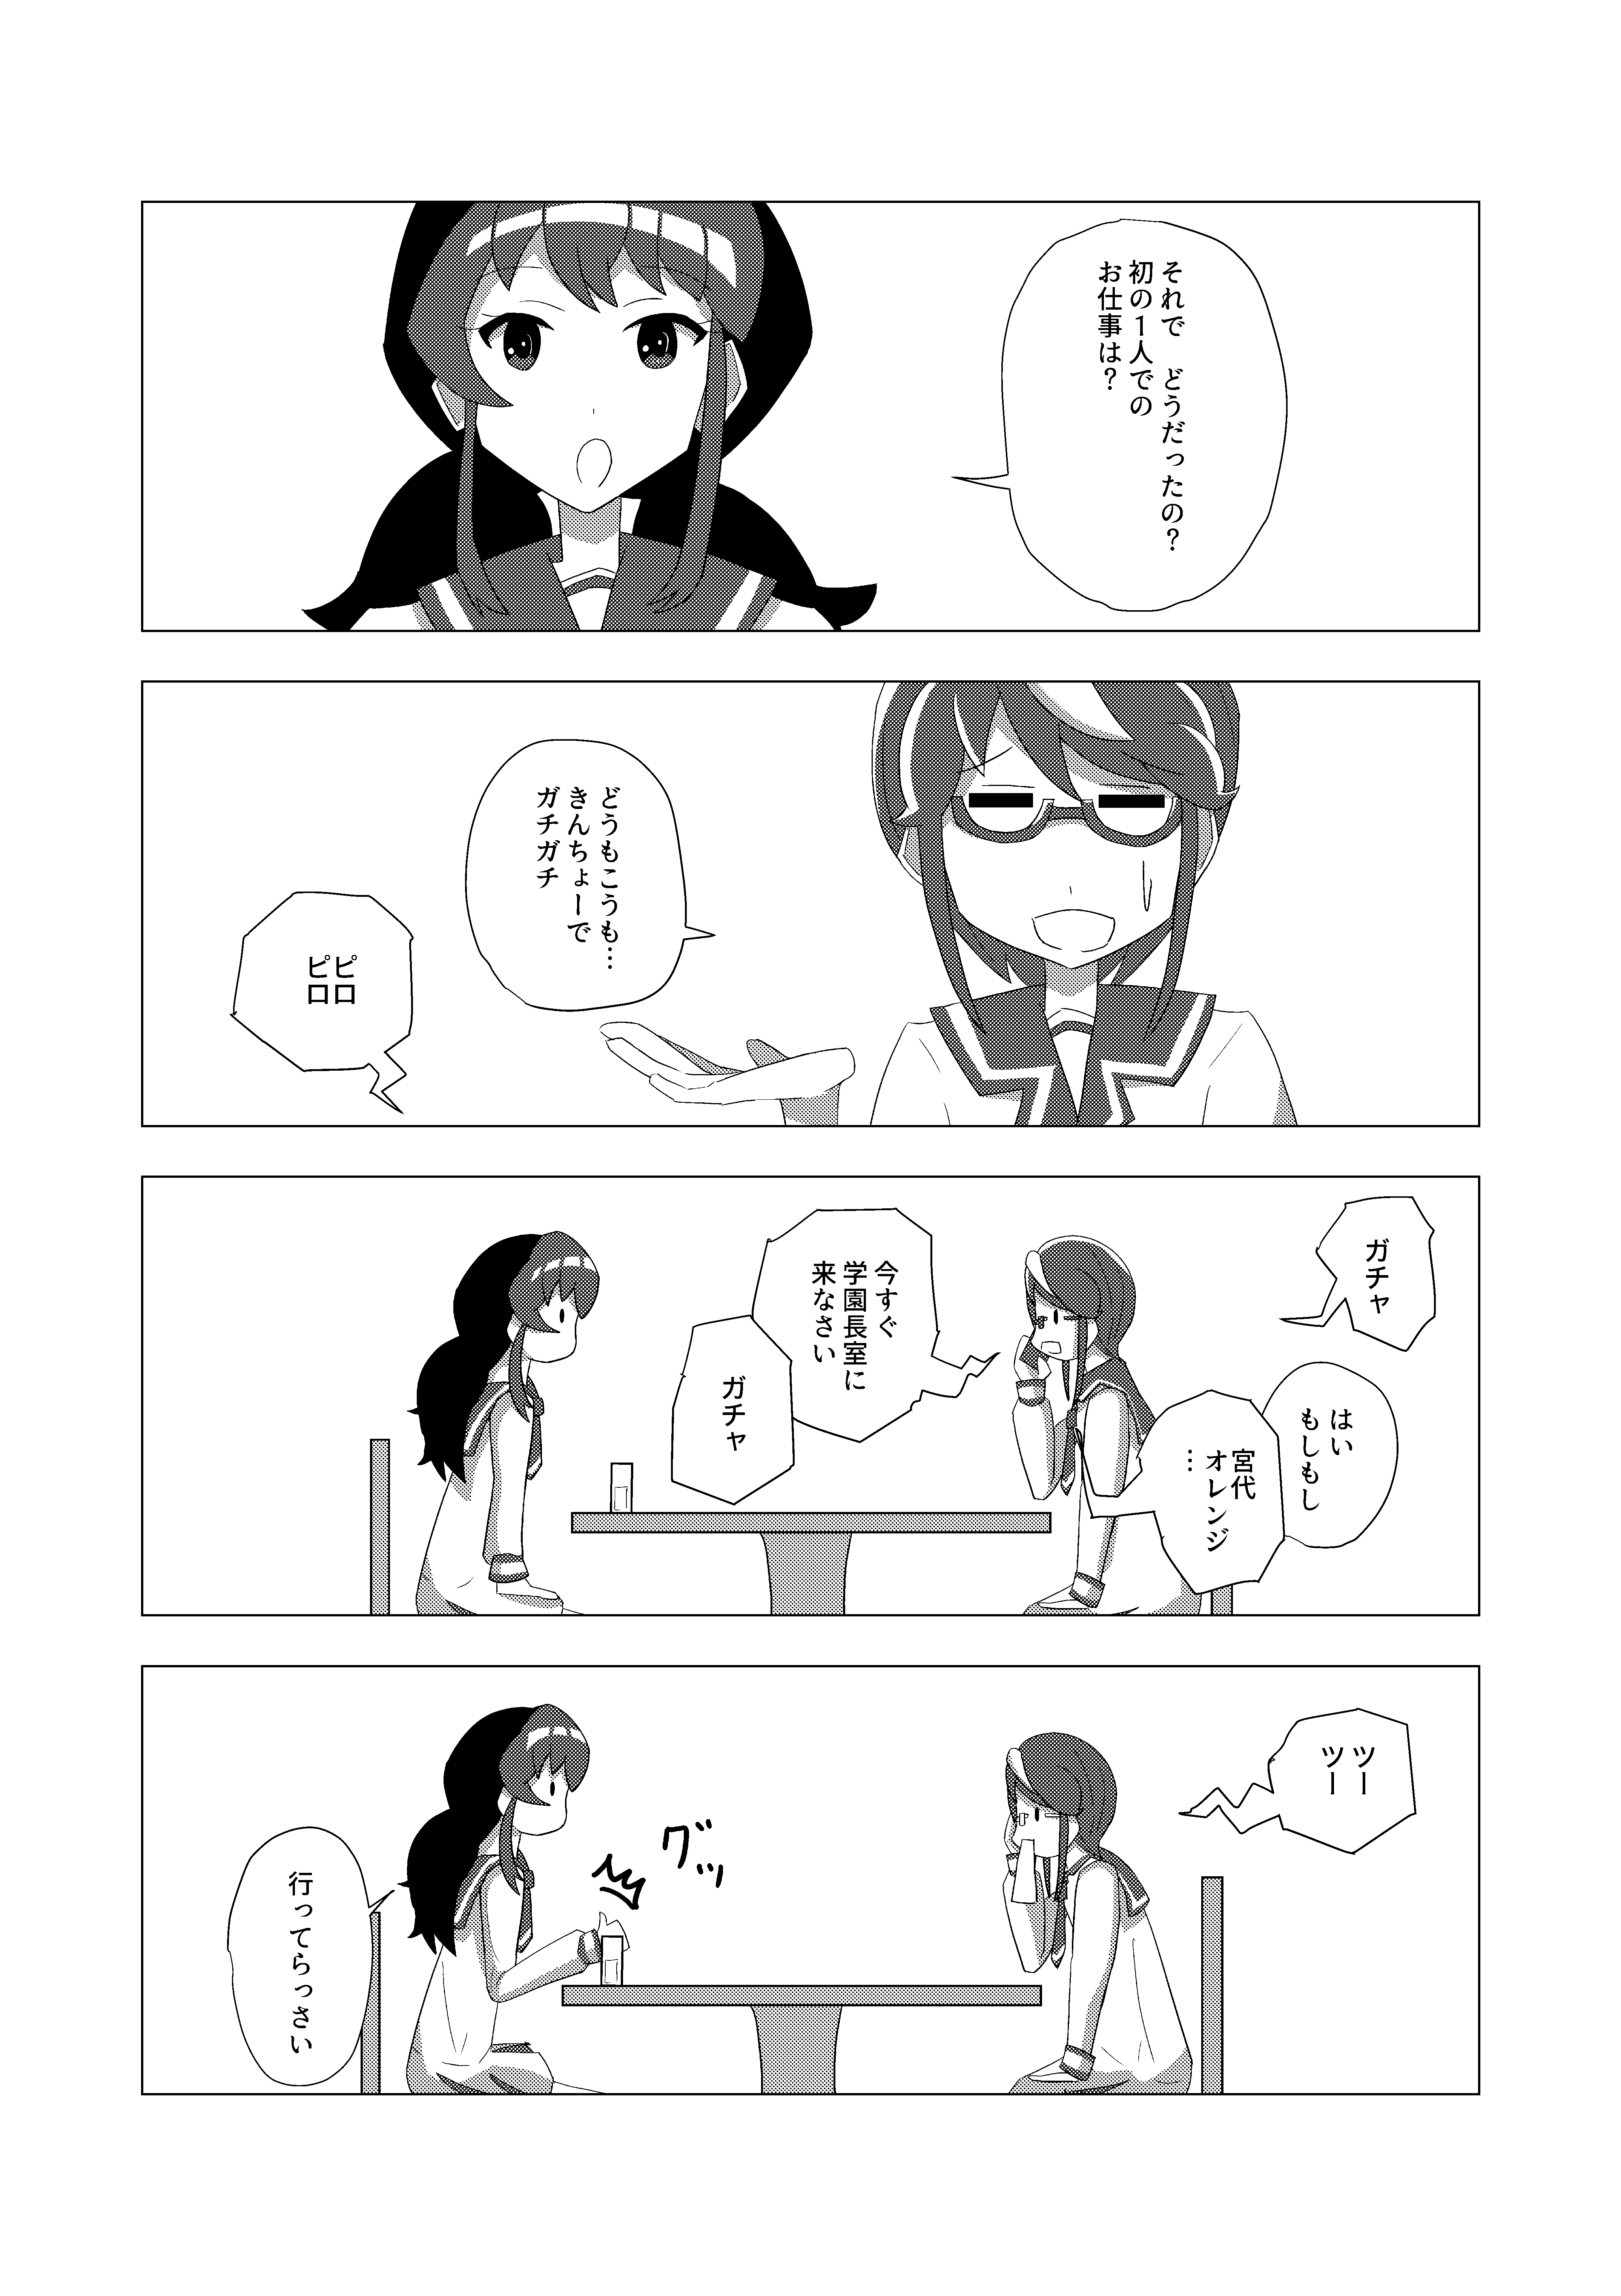 それで　どうだったの？
初の１人での
お仕事は？
どうもこうも…
きんちょーで
ガチガチ
ピロ
ピロ
ガチャ
はい
もしもし
宮代
オレンジ
…
今すぐ
学園長室に
来なさい
ガチャ
ツー
ツー
グッ
行ってらっさい